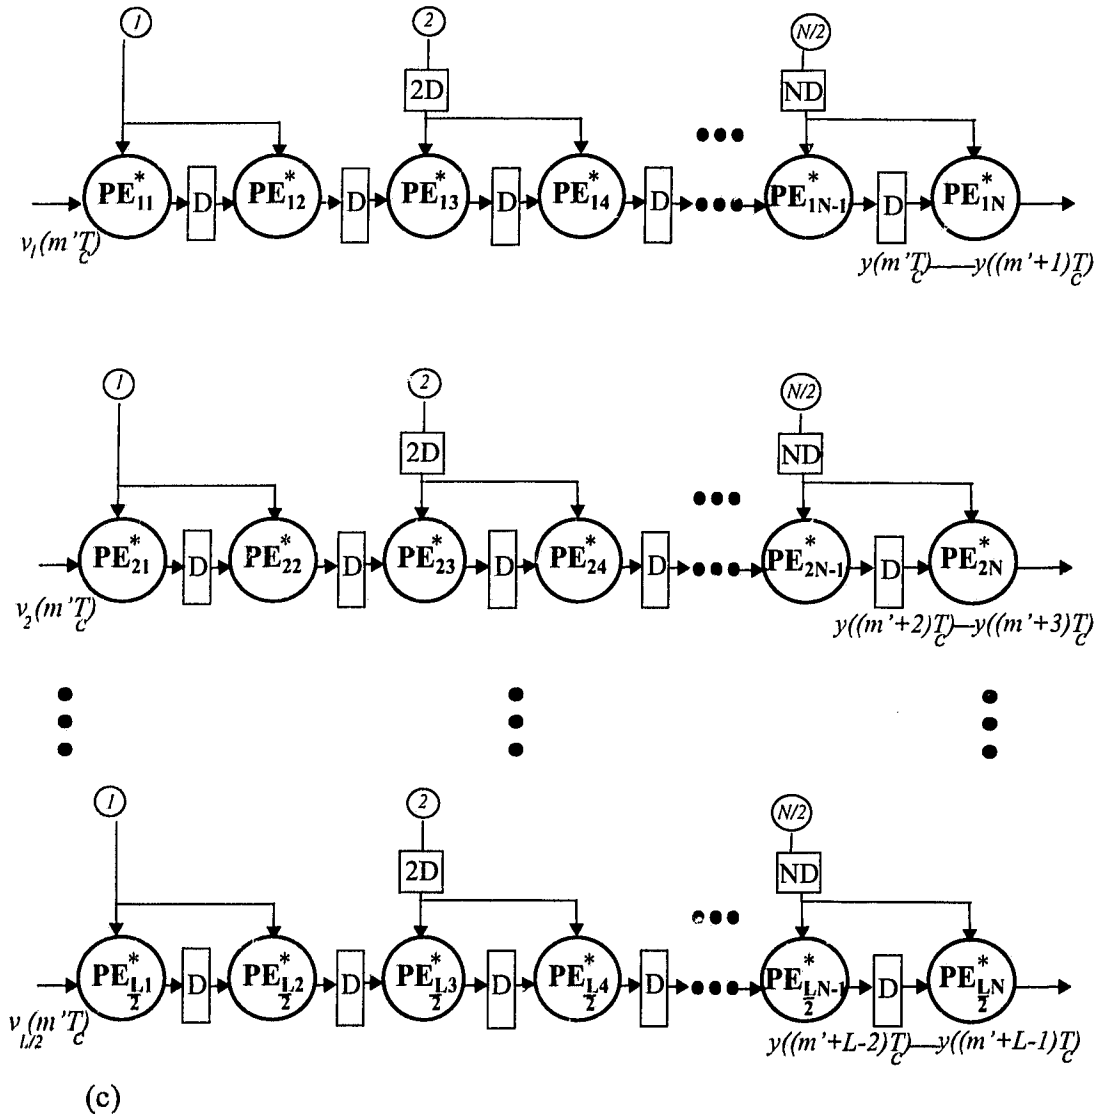 1 2 N/2
2D ND
PE*11 D PE*12 D PE*13 D PE*14 D PE*1N-1 D PE*1N
v1(m'Tc) y(m'Tc)—y((m'+1)Tc)
1 2 N/2
2D ND
PE*21 D PE*22 D PE*23 D PE*24 D PE*2N-1 D PE*2N
v2(m'Tc) y((m'+2)Tc)—y((m'+3)Tc)
1 2 N/2
2D ND
PE*L/2 1 D PE*L/2 2 D PE*L/2 3 D PE*L/2 4 D PE*L/2 N-1 D PE*L/2 N
vL/2(m'Tc) y((m'+L-2)Tc)—y((m'+L-1)Tc)
(c)